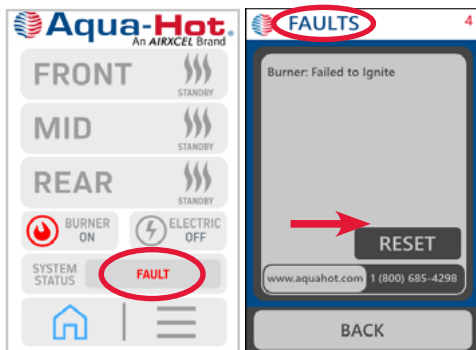 Aqua-Hot.
An AIRXCEL Brand
FRONT
STANDBY
MID
STANDBY
REAR
STANDBY
BURNER
ON
ELECTRIC
OFF
SYSTEM
STATUS
FAULT
FAULTS
4
Burner: Failed to Ignite
RESET
www.aquahot.com 1 (800) 685-4298
BACK